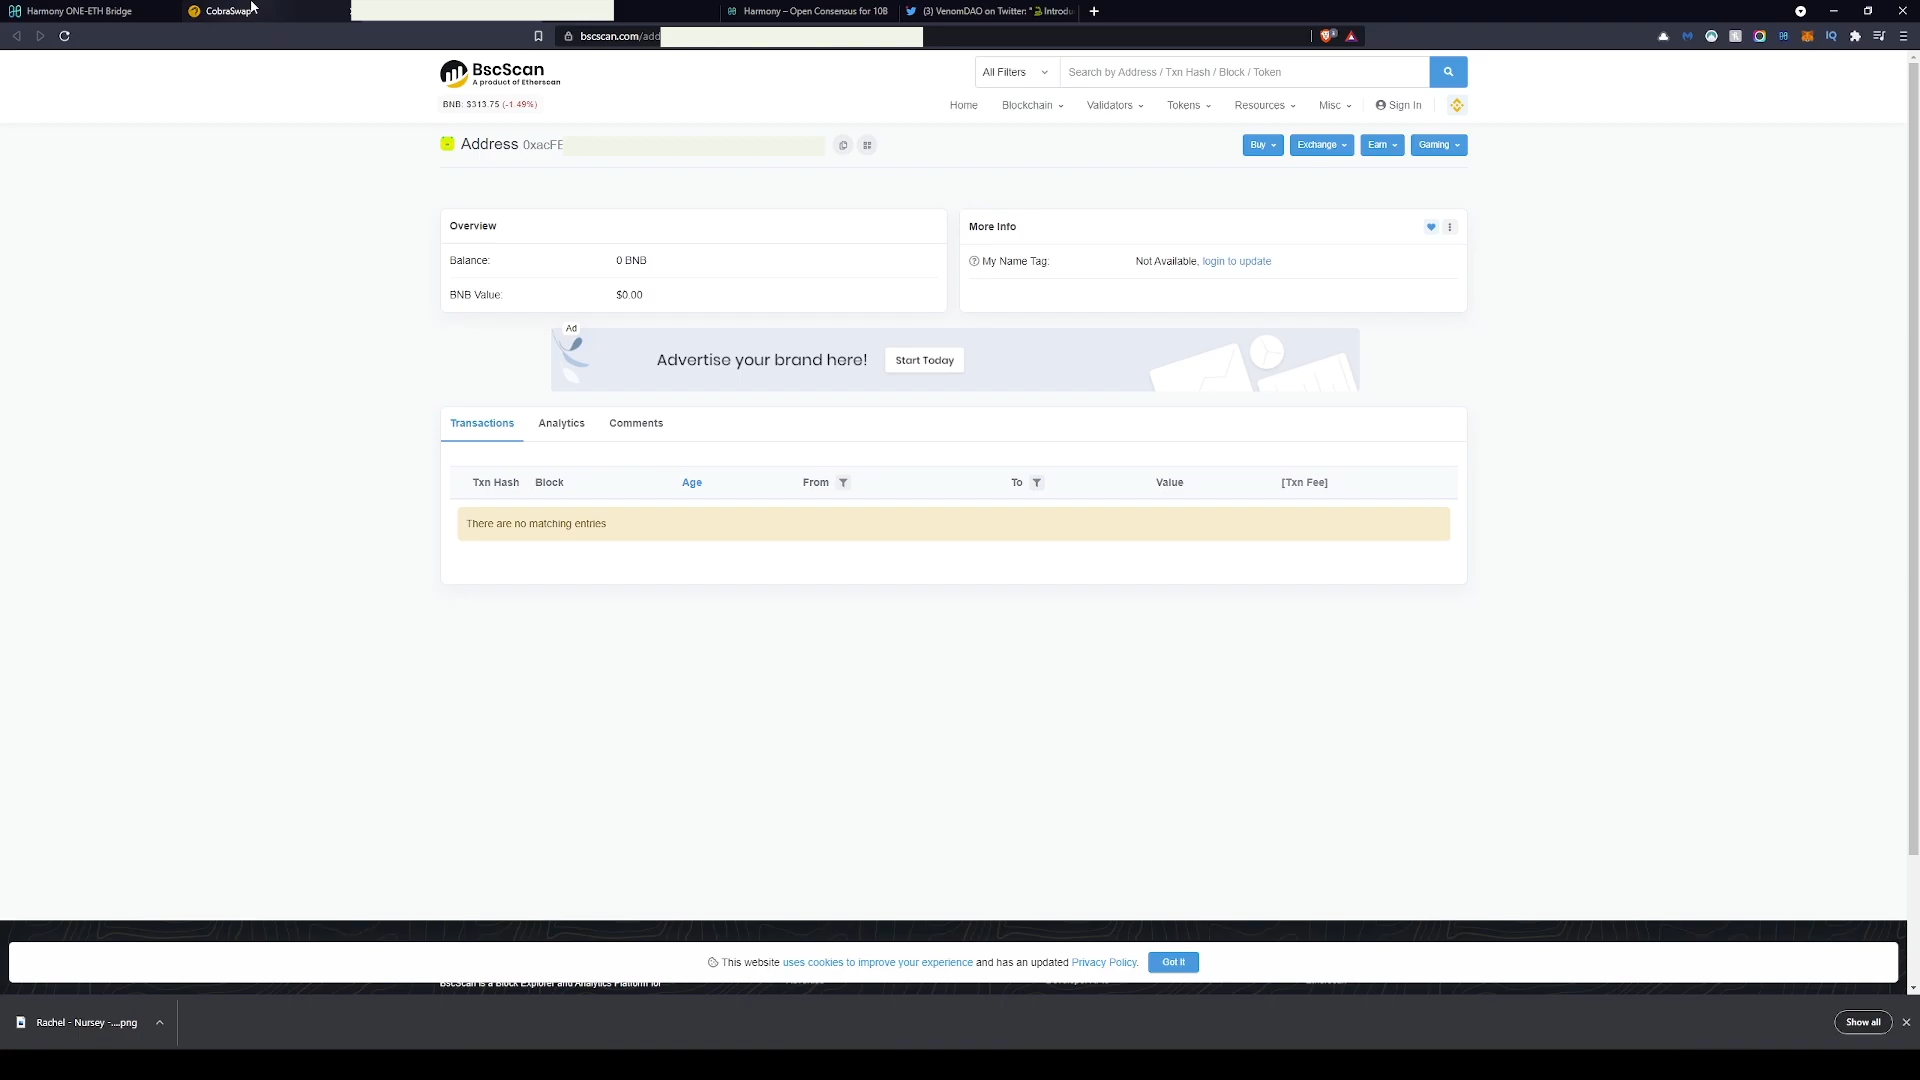 Harmony ONE-ETH Bridge
CobraSwap
Harmony – Open Consensus for 10B
(3) VenomDAO on Twitter: " Introdu
bscscan.com/add
BscScan
A product of Etherscan
All Filters
Search by Address / Txn Hash / Block / Token
BNB: $313.75 (-1.49%)
Home Blockchain Validators Tokens Resources Misc Sign In
Address 0xacFE
Buy Exchange Earn Gaming
Overview
Balance: 0 BNB
BNB Value: $0.00
More Info
My Name Tag: Not Available, login to update
Ad
Advertise your brand here! Start Today
Transactions Analytics Comments
Txn Hash Block Age From To Value [Txn Fee]
There are no matching entries
This website uses cookies to improve your experience and has an updated Privacy Policy. Got It
BscScan is a Block Explorer and Analytics Platform for
Rachel - Nursey -....png
Show all